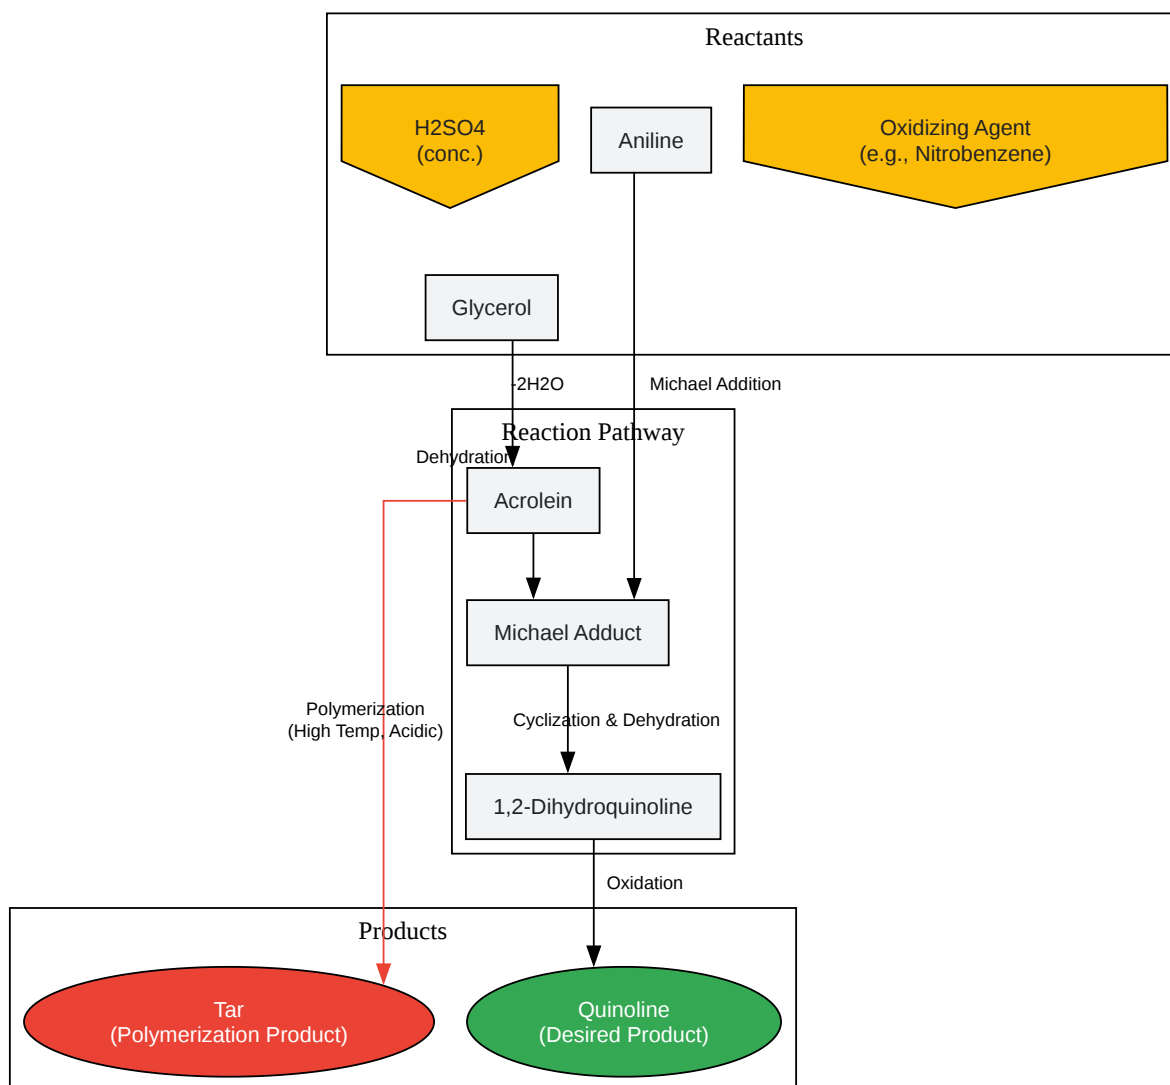 Reactants
H2SO4
(conc.)
Aniline
Oxidizing Agent
(e.g., Nitrobenzene)
Glycerol
-2H2O
Michael Addition
Reaction Pathway
Dehydration
Acrolein
Michael Adduct
Polymerization
(High Temp, Acidic)
Cyclization & Dehydration
1,2-Dihydroquinoline
Oxidation
Products
Tar
(Polymerization Product)
Quinoline
(Desired Product)